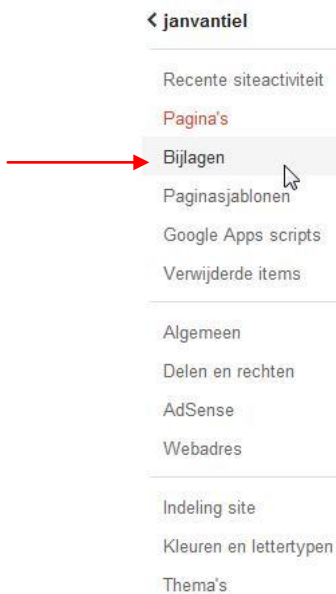 janvantiel
Recente siteactiviteit
Pagina's
Bijlagen
Paginasjablonen
Google Apps scripts
Verwijderde items
Algemeen
Delen en rechten
AdSense
Webadres
Indeling site
Kleuren en lettertypen
Thema's